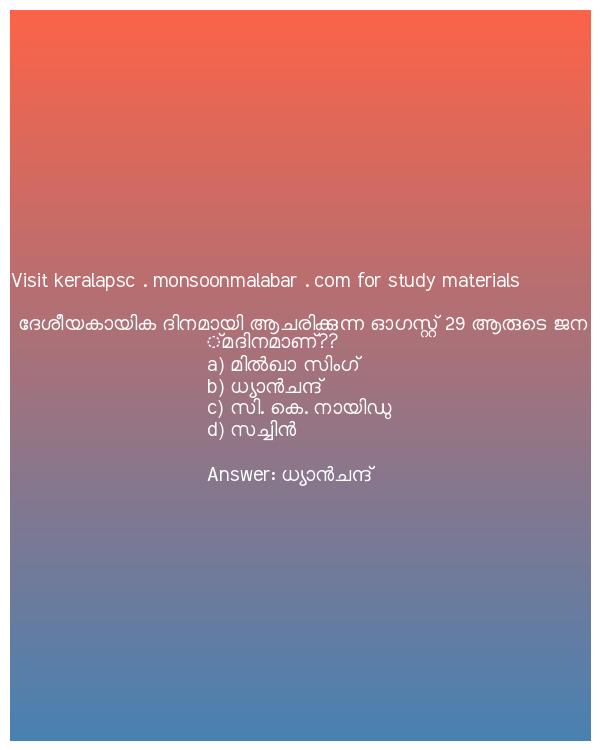 Visit keralapsc . monsoonmalabar . com for study materials
ദേശീയകായിക ദിനമായി ആചരിക്കുന്ന ഓഗസ്റ്റ് 29 ആരുടെ ജന
്മദിനമാണ്??
a) മിൽഖാ സിംഗ്
b) ധ്യാൻചന്ദ്
c) സി. കെ. നായിഡു
d) സച്ചിൻ
Answer: ധ്യാൻചന്ദ്